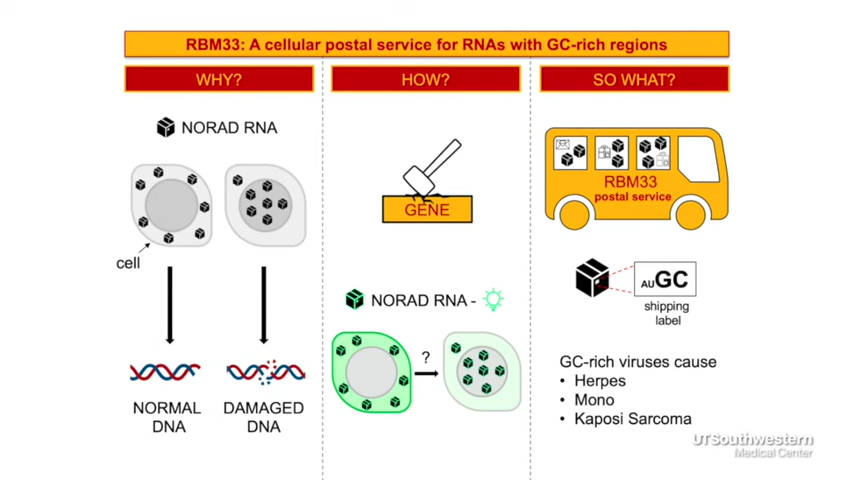 RBM33: A cellular postal service for RNAs with GC-rich regions
WHY?
NORAD RNA
cell
NORMAL
DNA
DAMAGED
DNA
HOW?
GENE
NORAD RNA -
?
SO WHAT?
RBM33
postal service
AUGC
shipping
label
GC-rich viruses cause
• Herpes
• Mono
• Kaposi Sarcoma
UTSouthwestern
Medical Center